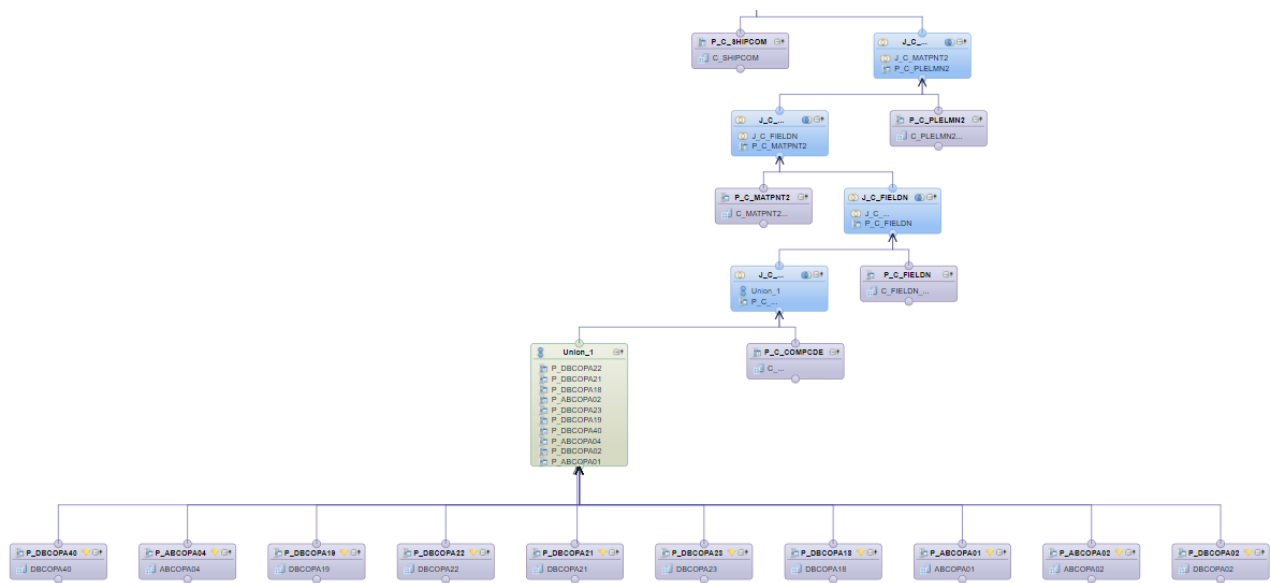 P_C_SHIPCOM
C_SHIPCOM
J_C_...
J_C_MATPNT2
P_C_PLELMN2
J_C_...
J_C_FIELDN
P_C_MATPNT2
P_C_PLELMN2
C_PLELMN2...
P_C_MATPNT2
C_MATPNT2...
J_C_FIELDN
J_C_...
P_C_FIELDN
J_C_...
Union_1
P_C_...
P_C_FIELDN
C_FIELDN_...
Union_1
P_DBCOPA22
P_DBCOPA21
P_DBCOPA18
P_ABCOPA02
P_DBCOPA23
P_DBCOPA19
P_DBCOPA40
P_ABCOPA04
P_DBCOPA02
P_ABCOPA01
P_C_COMPCDE
C_...
P_DBCOPA40
DBCOPA40
P_ABCOPA04
ABCOPA04
P_DBCOPA19
DBCOPA19
P_DBCOPA22
DBCOPA22
P_DBCOPA21
DBCOPA21
P_DBCOPA23
DBCOPA23
P_DBCOPA18
DBCOPA18
P_ABCOPA01
ABCOPA01
P_ABCOPA02
ABCOPA02
P_DBCOPA02
DBCOPA02